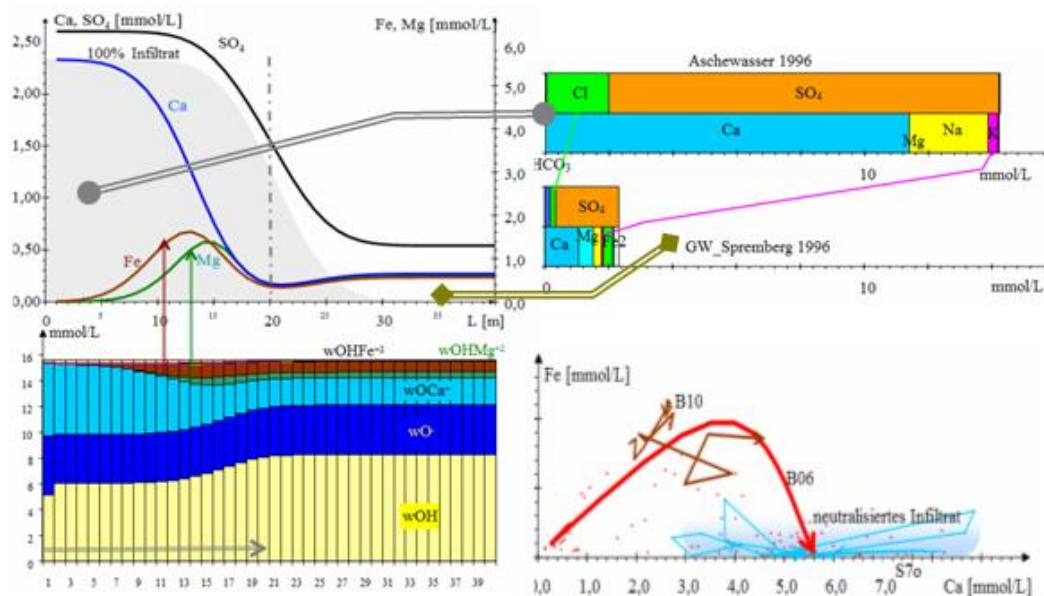 Ca, SO₄ [mmol/L]
Fe, Mg [mmol/L]
2,50
2,00
1,50
1,00
0,50
0,00
100% Infiltrat
SO₄
Ca
Fe
Mg
0
10
20
30
35
L [m]
6,0
5,0
4,0
3,0
2,0
1,0
0,0
Aschewasser 1996
Cl
SO₄
Ca
Mg
Na
K
0
10
mmol/L
HCO₃
SO₄
Ca
Mg
Fe2
GW_Spremberg 1996
0
10
mmol/L
mmol/L
16
14
12
10
8
6
4
2
0
wOHFe⁺²
wOHMg⁺²
wOCa⁺
wO⁻
wOH
1 3 5 7 9 11 13 15 17 19 21 23 25 27 29 31 33 35 37 39
Fe [mmol/L]
B10
B06
neutralisiertes Infiltrat
S7o
0,0 1,0 2,0 3,0 4,0 5,0 6,0 7,0
Ca [mmol/L]